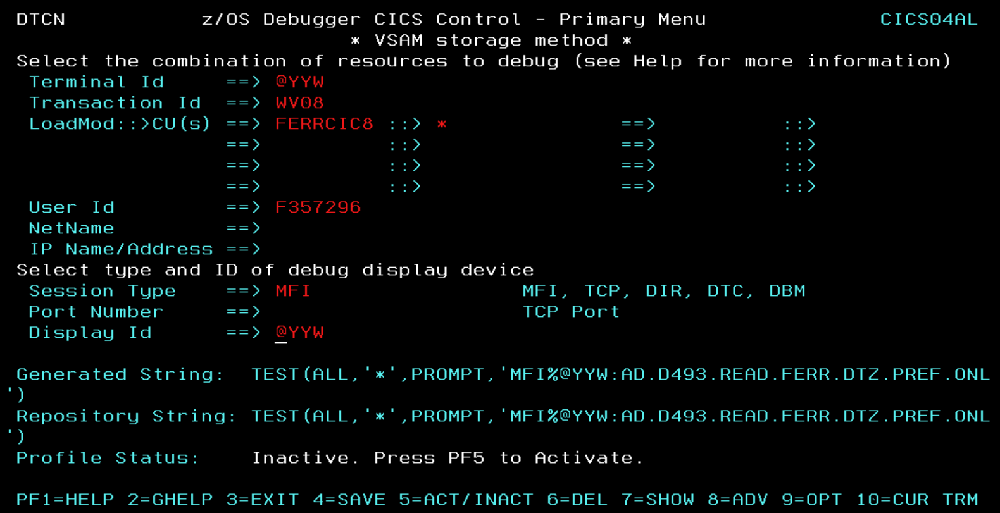 DTCN z/OS Debugger CICS Control - Primary Menu CICS04AL
* VSAM storage method *
Select the combination of resources to debug (see Help for more information)
Terminal Id ==> @YYW
Transaction Id ==> WV08
LoadMod::>CU(s) ==> FERRCIC8 ::> * ==> ::>
==> ::> ==> ::>
==> ::> ==> ::>
==> ::> ==> ::>
User Id ==> F357296
NetName ==>
IP Name/Address ==>
Select type and ID of debug display device
Session Type ==> MFI MFI, TCP, DIR, DTC, DBM
Port Number ==> TCP Port
Display Id ==> @YYW
Generated String: TEST(ALL,'*',PROMPT,'MFI%@YYW:AD.D493.READ.FERR.DTZ.PREF.ONL
')
Repository String: TEST(ALL,'*',PROMPT,'MFI%@YYW:AD.D493.READ.FERR.DTZ.PREF.ONL
')
Profile Status: Inactive. Press PF5 to Activate.
PF1=HELP 2=GHELP 3=EXIT 4=SAVE 5=ACT/INACT 6=DEL 7=SHOW 8=ADV 9=OPT 10=CUR TRM